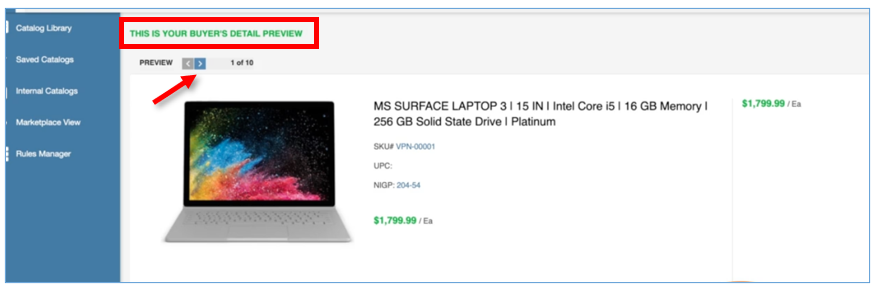 Catalog Library
Saved Catalogs
Internal Catalogs
Marketplace View
Rules Manager
THIS IS YOUR BUYER'S DETAIL PREVIEW
PREVIEW < > 1 of 10
MS SURFACE LAPTOP 3 I 15 IN I Intel Core i5 I 16 GB Memory I
256 GB Solid State Drive I Platinum
SKU# VPN-00001
UPC:
NIGP: 204-54
$1,799.99 / Ea
$1,799.99 / Ea